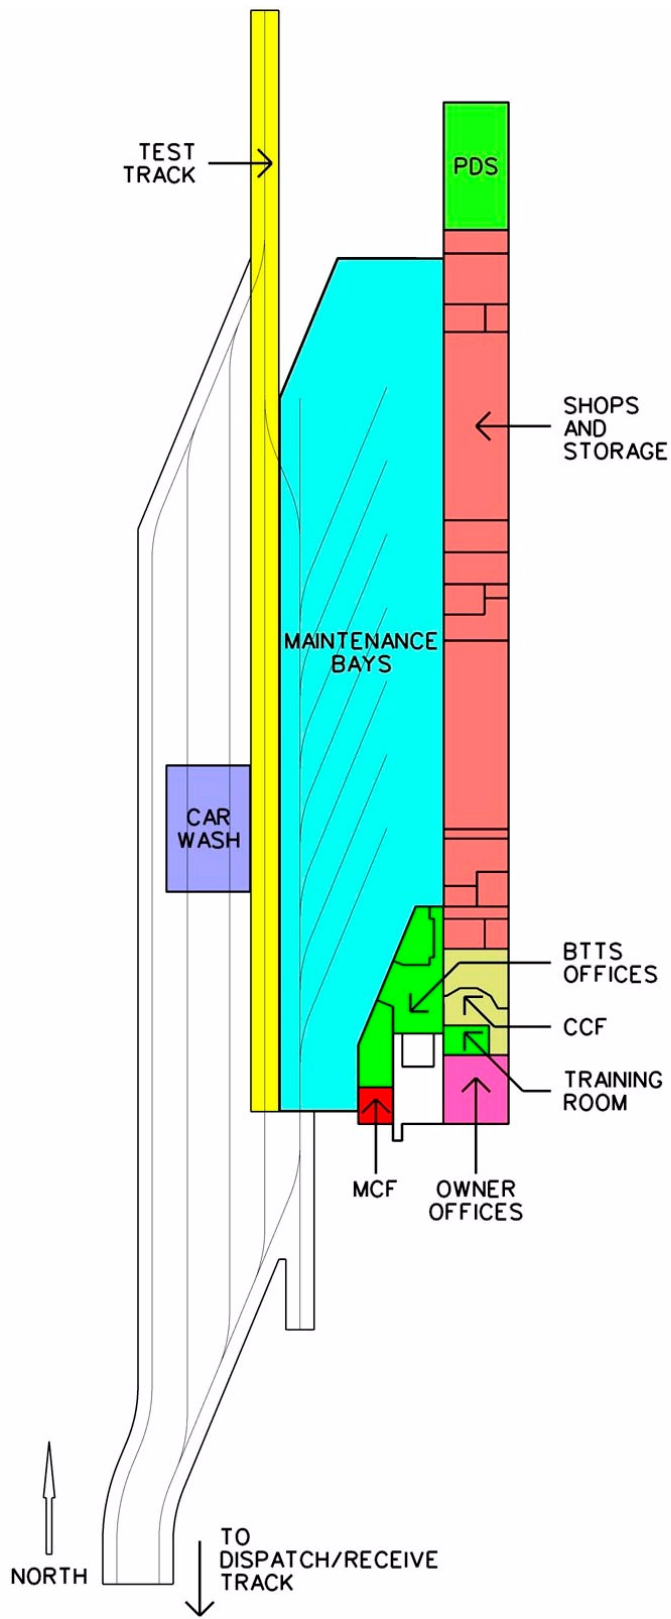 TEST
TRACK
PDS
SHOPS
AND
STORAGE
MAINTENANCE
BAYS
CAR
WASH
BTTS
OFFICES
CCF
TRAINING
ROOM
MCF
OWNER
OFFICES
NORTH
TO
DISPATCH/RECEIVE
TRACK